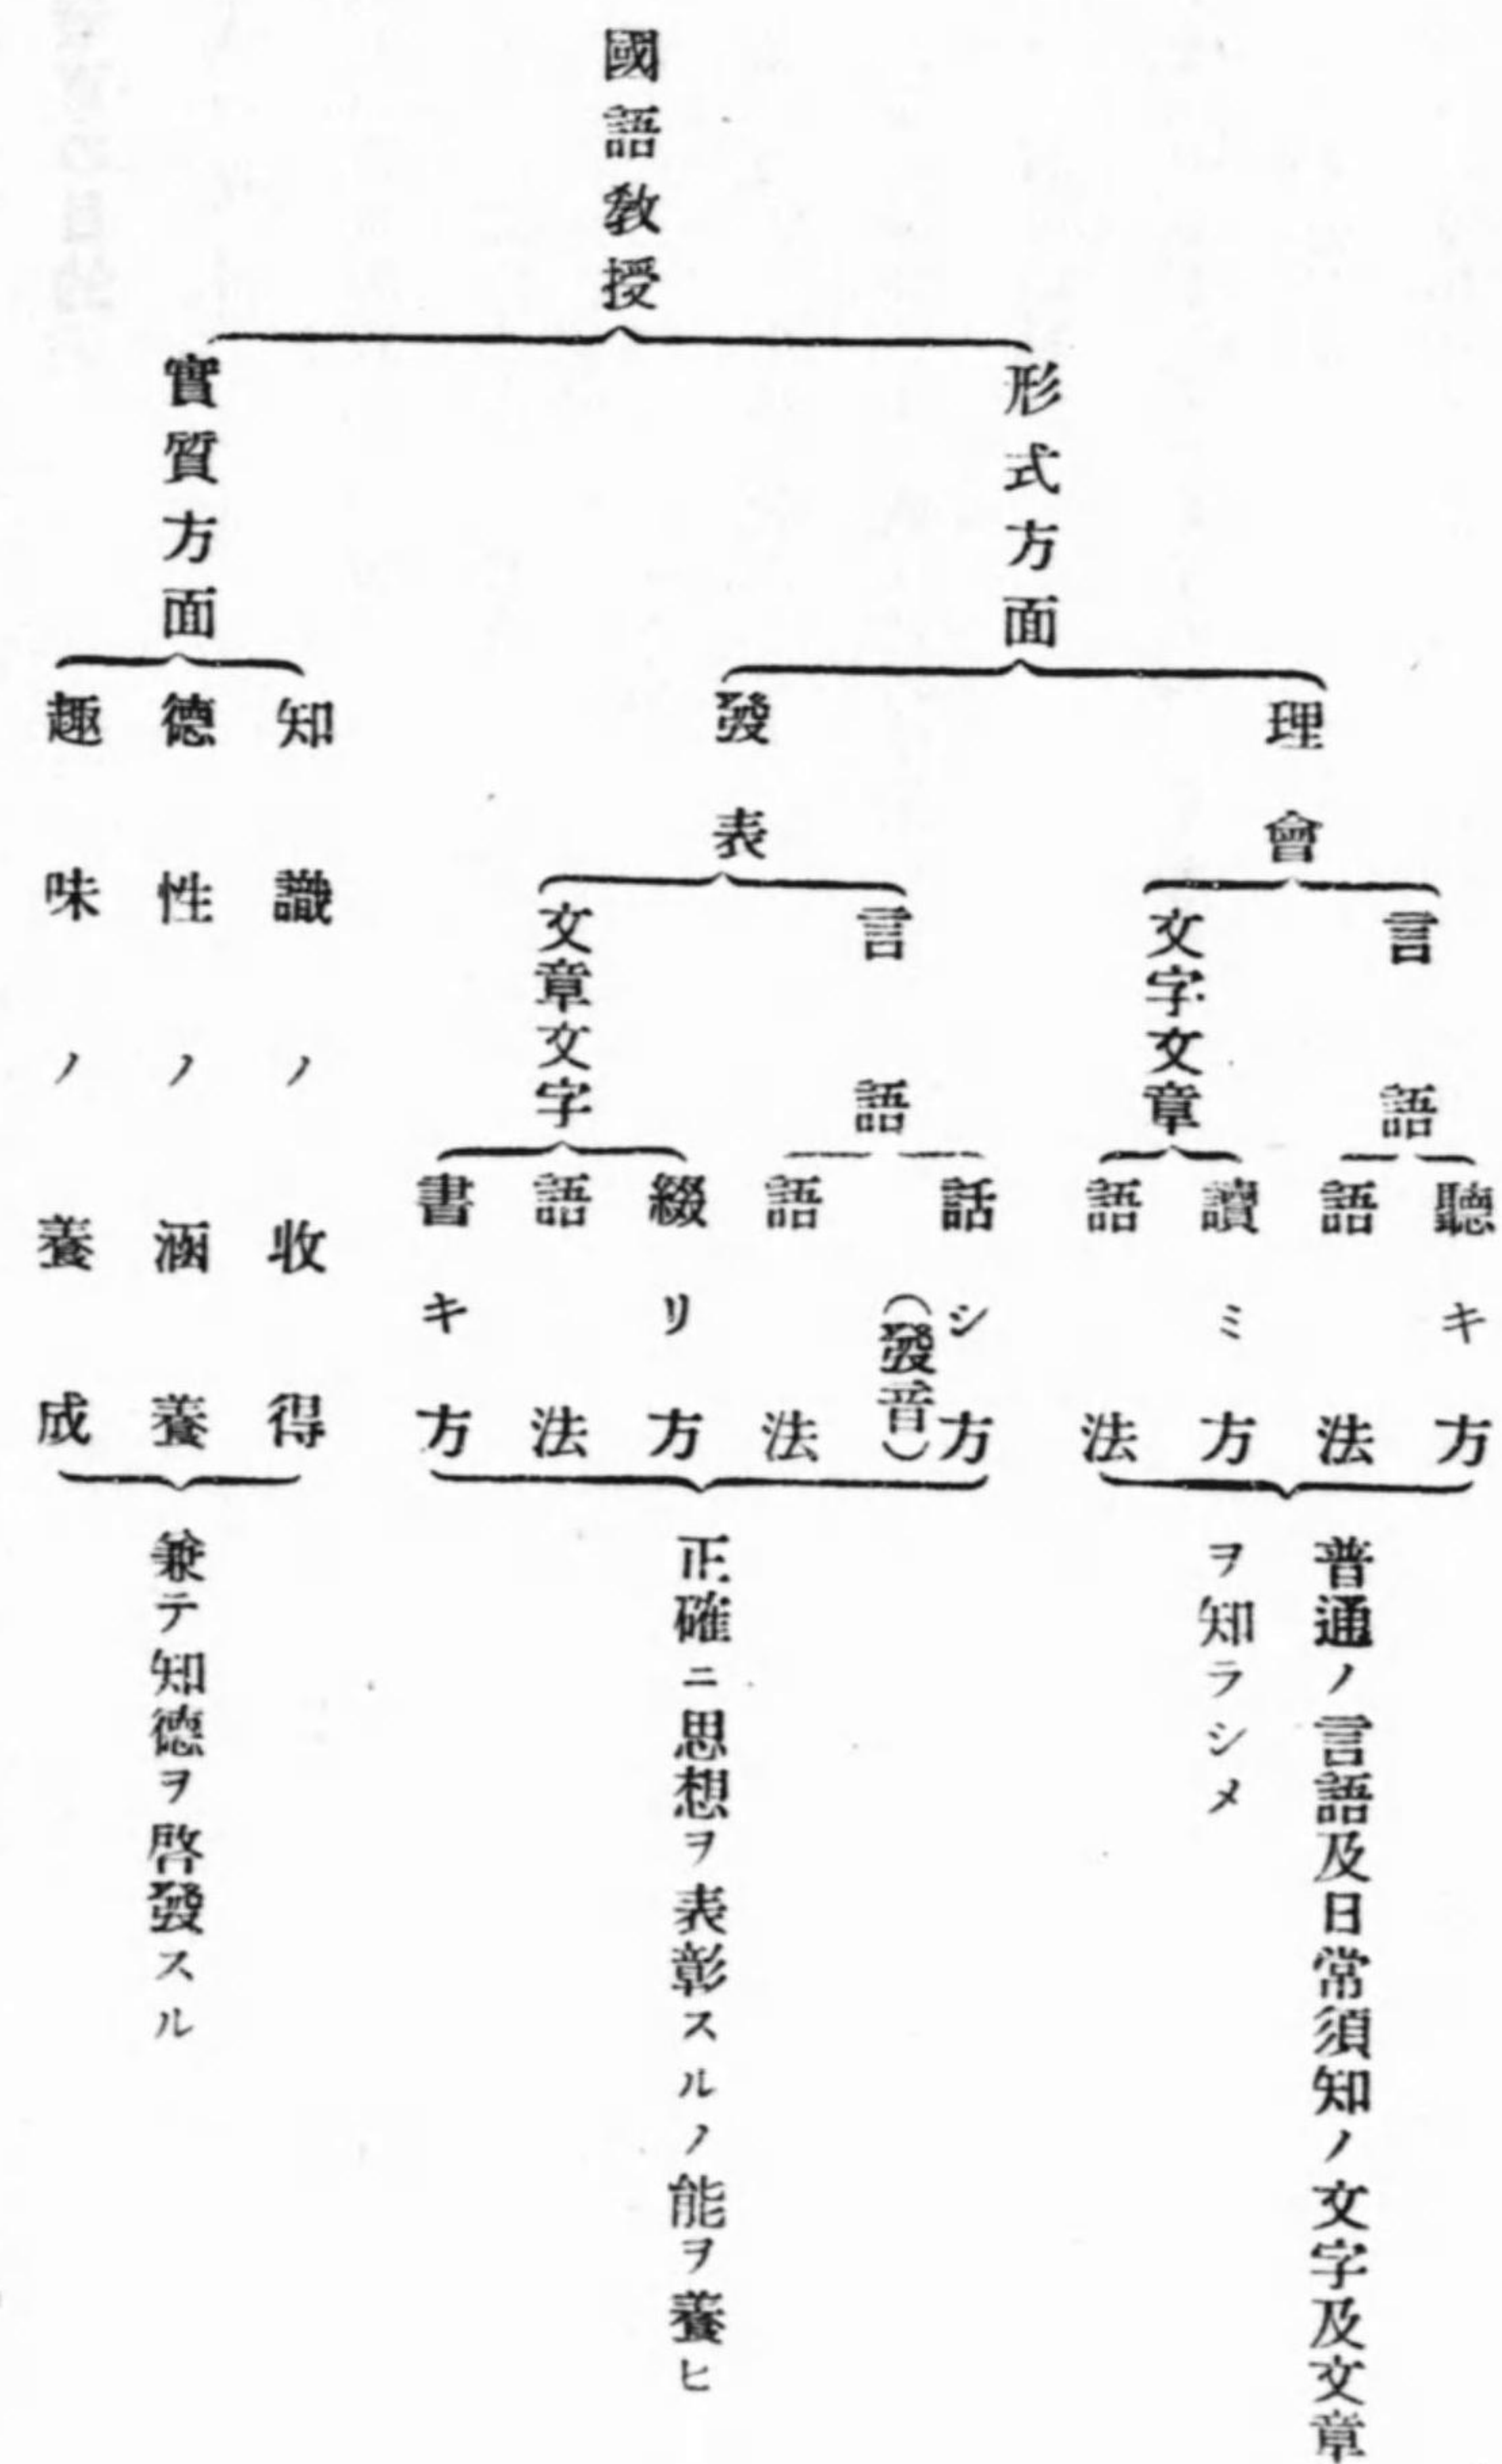 國語教授
形式方面
理會
言語
聽キ方
語法
文字文章
讀ミ方
語法
普通ノ言語及日常須知ノ文字及文章
ヲ知ラシメ
發表
言語
話シ方
(發音)
語法
文章文字
綴リ方
語法
書キ方
正確ニ思想ヲ表彰スルノ能ヲ養ヒ
實質方面
知識ノ收得
德性ノ涵養
趣味ノ養成
兼テ知德ヲ啓發スル